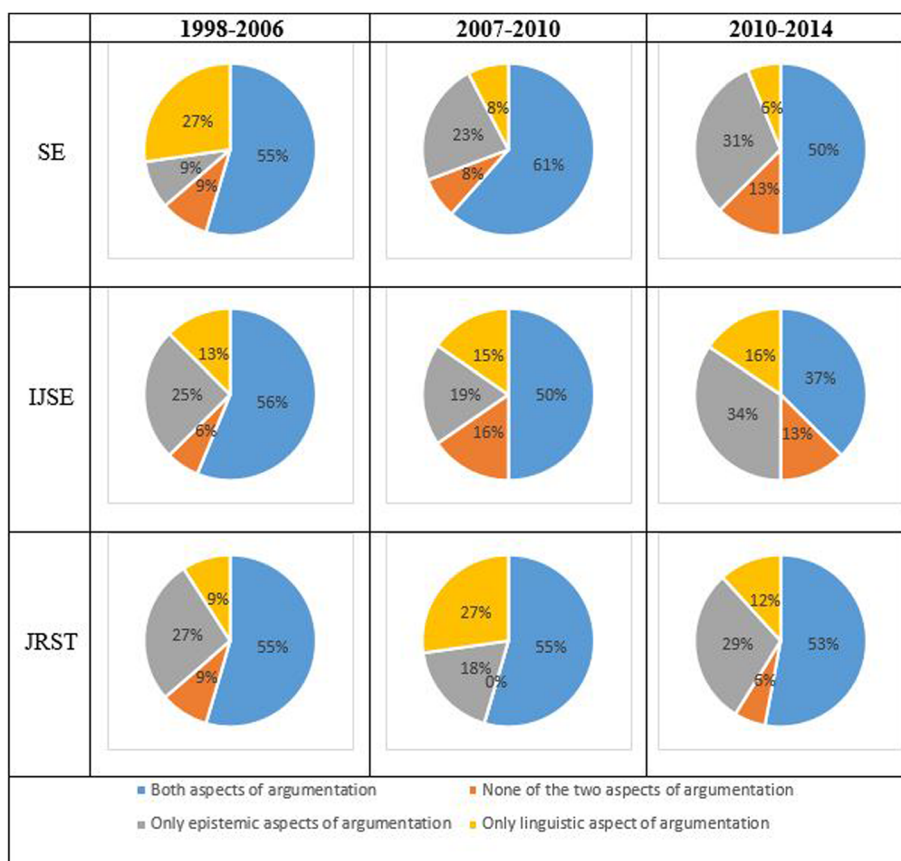 1998-2006 2007-2010 2010-2014
SE
27% 55% 9% 9%
8% 23% 61% 8%
6% 31% 50% 13%
IJSE
13% 25% 56% 6%
15% 19% 50% 16%
16% 37% 34% 13%
JRST
9% 27% 55% 9%
27% 55% 18% 0%
12% 29% 53% 6%
Both aspects of argumentation None of the two aspects of argumentation
Only epistemic aspects of argumentation Only linguistic aspect of argumentation